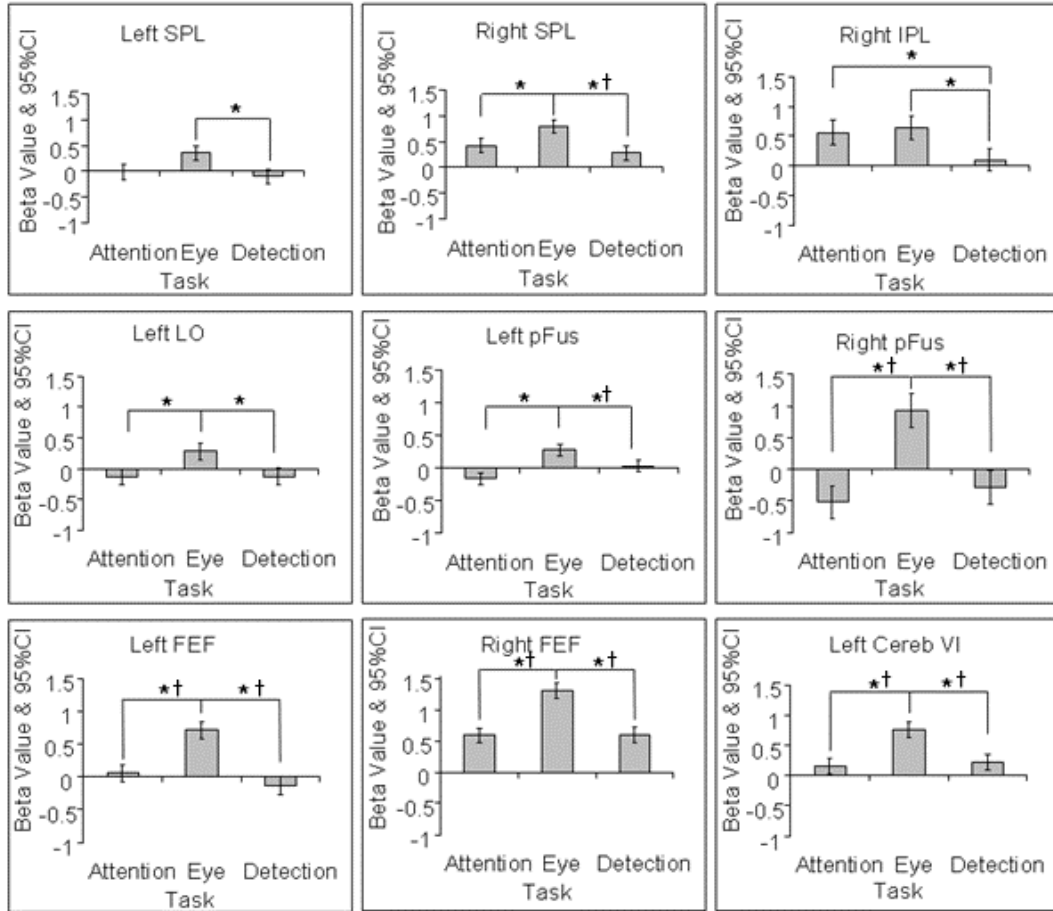 Left SPL
Beta Value & 95%CI
*
1.5
1
0.5
0
-0.5
-1
Attention Eye Detection
Task
Right SPL
Beta Value & 95%CI
* *†
1.5
1
0.5
0
-0.5
-1
Attention Eye Detection
Task
Right IPL
Beta Value & 95%CI
*
*
1.5
1
0.5
0
-0.5
-1
Attention Eye Detection
Task
Left LO
Beta Value & 95%CI
* *
1.5
1
0.5
0
-0.5
-1
Attention Eye Detection
Task
Left pFus
Beta Value & 95%CI
* *†
1.5
1
0.5
0
-0.5
-1
Attention Eye Detection
Task
Right pFus
Beta Value & 95%CI
*† *†
1.5
1
0.5
0
-0.5
-1
Attention Eye Detection
Task
Left FEF
Beta Value & 95%CI
*† *†
1.5
1
0.5
0
-0.5
-1
Attention Eye Detection
Task
Right FEF
Beta Value & 95%CI
*† *†
1.5
1
0.5
0
-0.5
-1
Attention Eye Detection
Task
Left Cereb VI
Beta Value & 95%CI
*† *†
1.5
1
0.5
0
-0.5
-1
Attention Eye Detection
Task